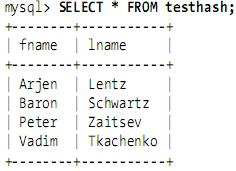 mysql> SELECT * FROM testhash;
+--------+-----------+
| fname | lname |
+--------+-----------+
| Arjen | Lentz |
| Baron | Schwartz |
| Peter | Zaitsev |
| Vadim | Tkachenko |
+--------+-----------+